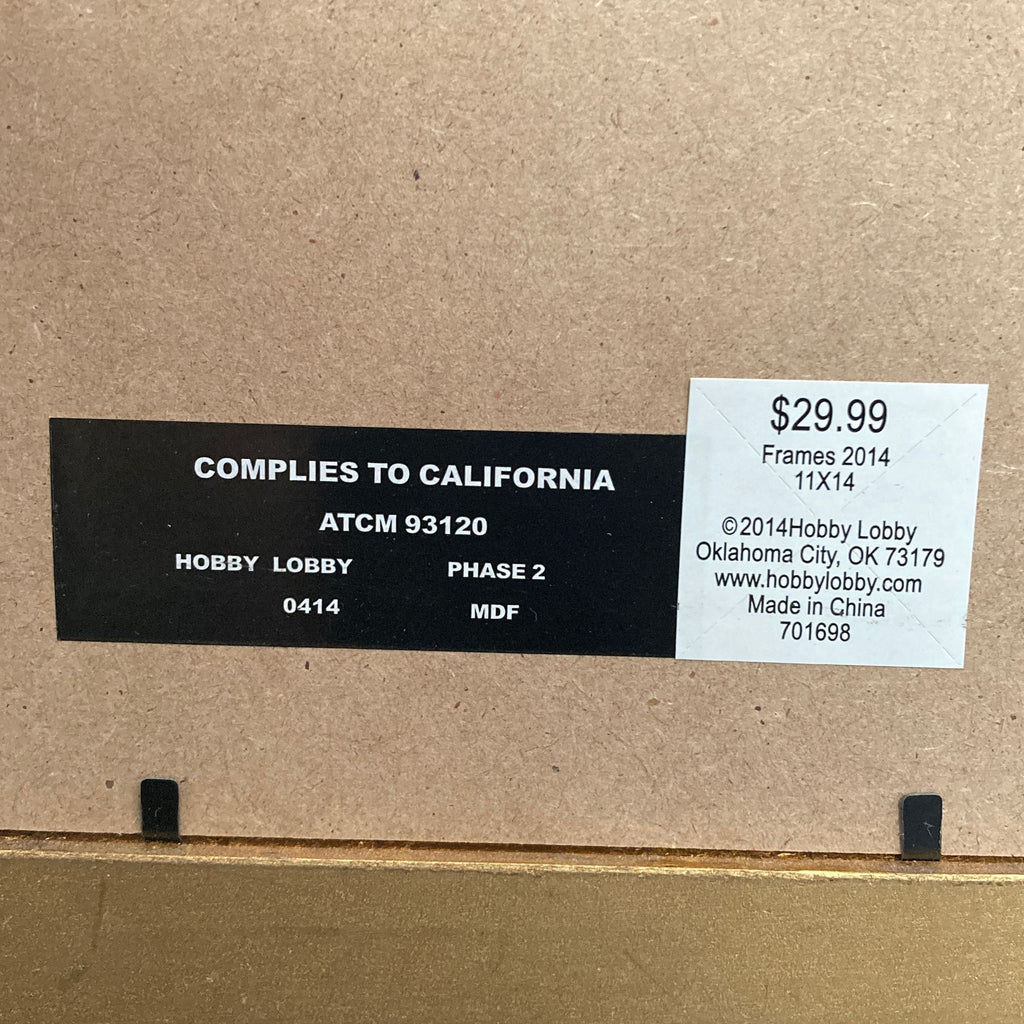 COMPLIES TO CALIFORNIA
ATCM 93120
HOBBY LOBBY PHASE 2
0414 MDF
$29.99
Frames 2014
11X14
©2014Hobby Lobby
Oklahoma City, OK 73179
www.hobbylobby.com
Made in China
701698